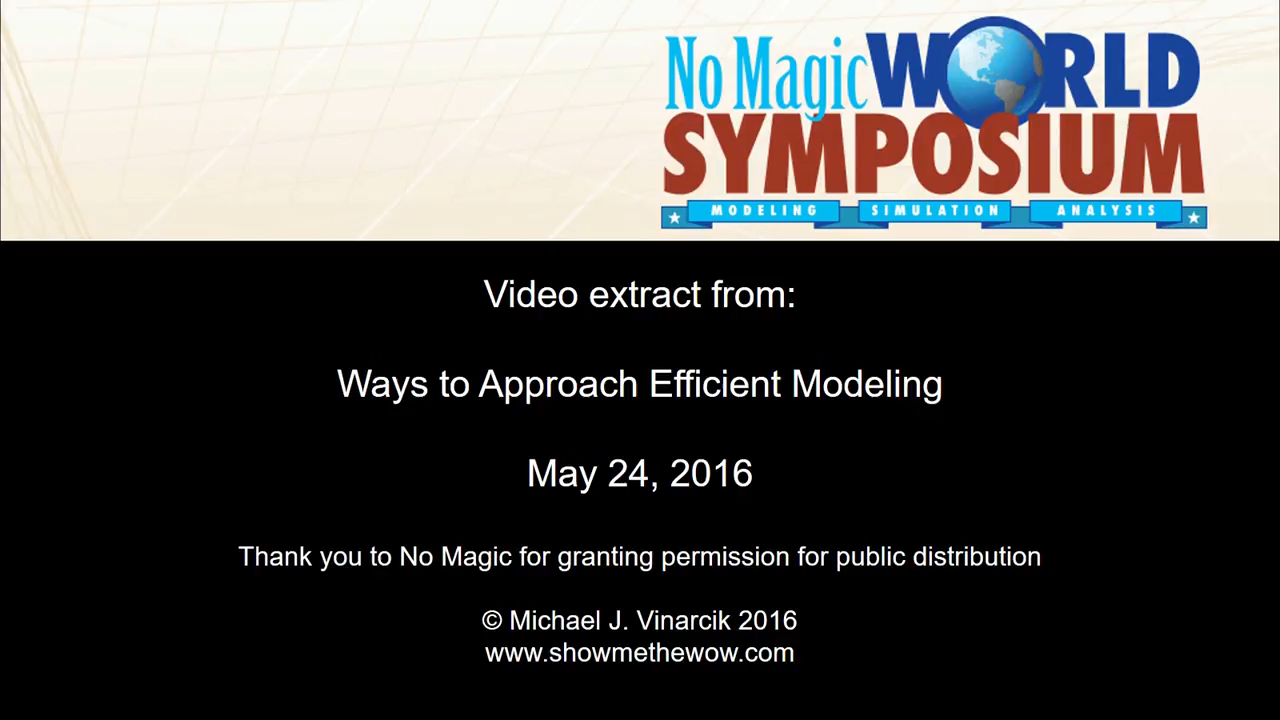 No Magic WORLD
SYMPOSIUM
MODELING SIMULATION ANALYSIS
Video extract from:
Ways to Approach Efficient Modeling
May 24, 2016
Thank you to No Magic for granting permission for public distribution
© Michael J. Vinarcik 2016
www.showmethewow.com